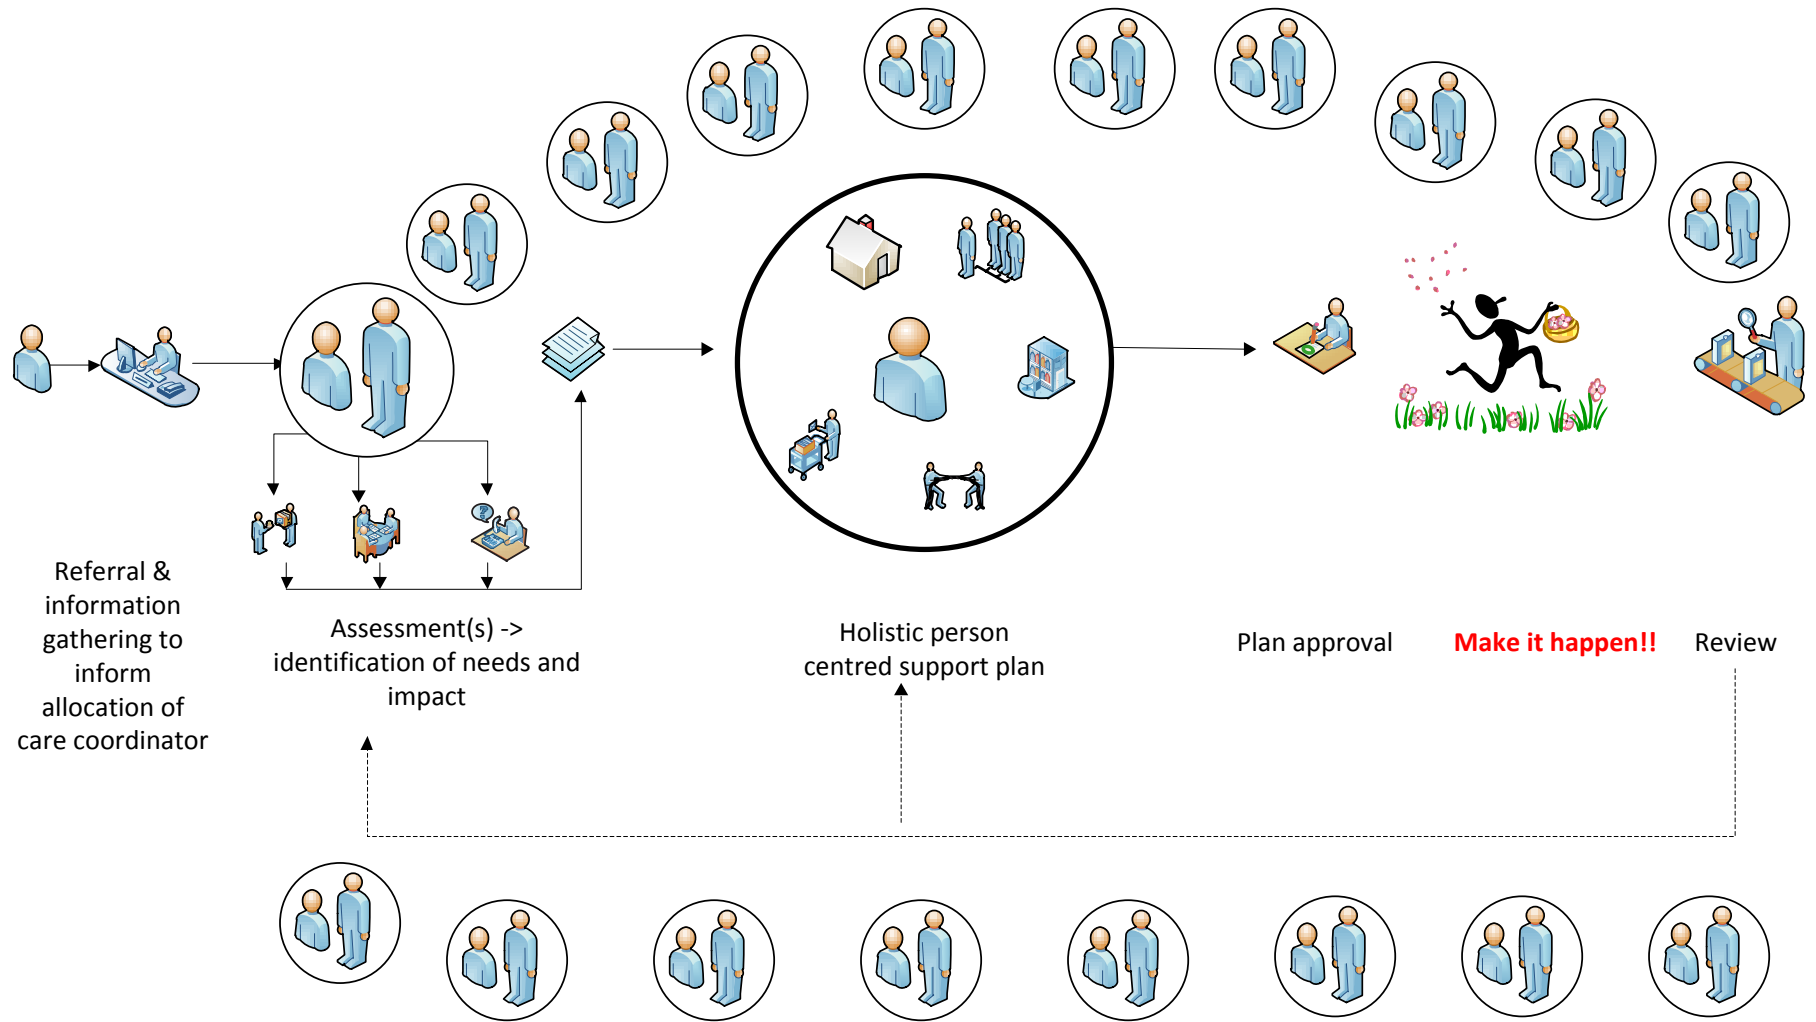 Referral &
information
gathering to
inform
allocation of
care coordinator
Assessment(s) ->
identification of needs and
impact
Holistic person
centred support plan
Plan approval
Make it happen!!
Review
?